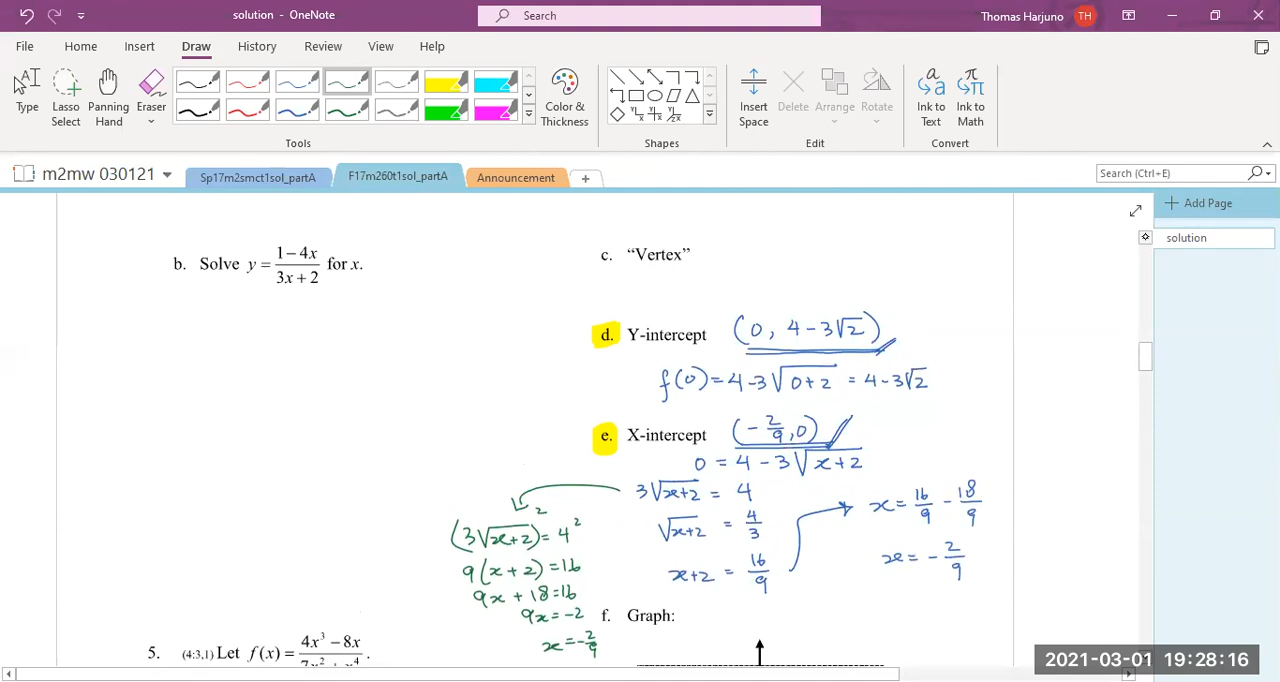 solution - OneNote
Search
Thomas Harjuno TH
File Home Insert Draw History Review View Help
Type
Lasso Select
Panning Hand
Eraser
Color & Thickness
Insert Space
Delete
Arrange
Rotate
Ink to Text
Ink to Math
Tools
Shapes
Edit
Convert
m2mw 030121
Sp17m2smct1sol_partA
F17m260t1sol_partA
Announcement
Search (Ctrl+E)
Add Page
solution
b. Solve y = (1 − 4x)/(3x + 2) for x.
c. “Vertex”
d. Y-intercept (0, 4 − 3√2)
f(0) = 4 − 3√(0+2) = 4 − 3√2
e. X-intercept (−2/9, 0)
0 = 4 − 3√(x+2)
3√(x+2) = 4
√(x+2) = 4/3
x+2 = 16/9
x = 16/9 − 18/9
x = −2/9
(3√(x+2))² = 4²
9(x+2) = 16
9x + 18 = 16
9x = −2
x = −2/9
f. Graph:
5. (4:3,1) Let f(x) = (4x³ − 8x)/
2021-03-01 19:28:16